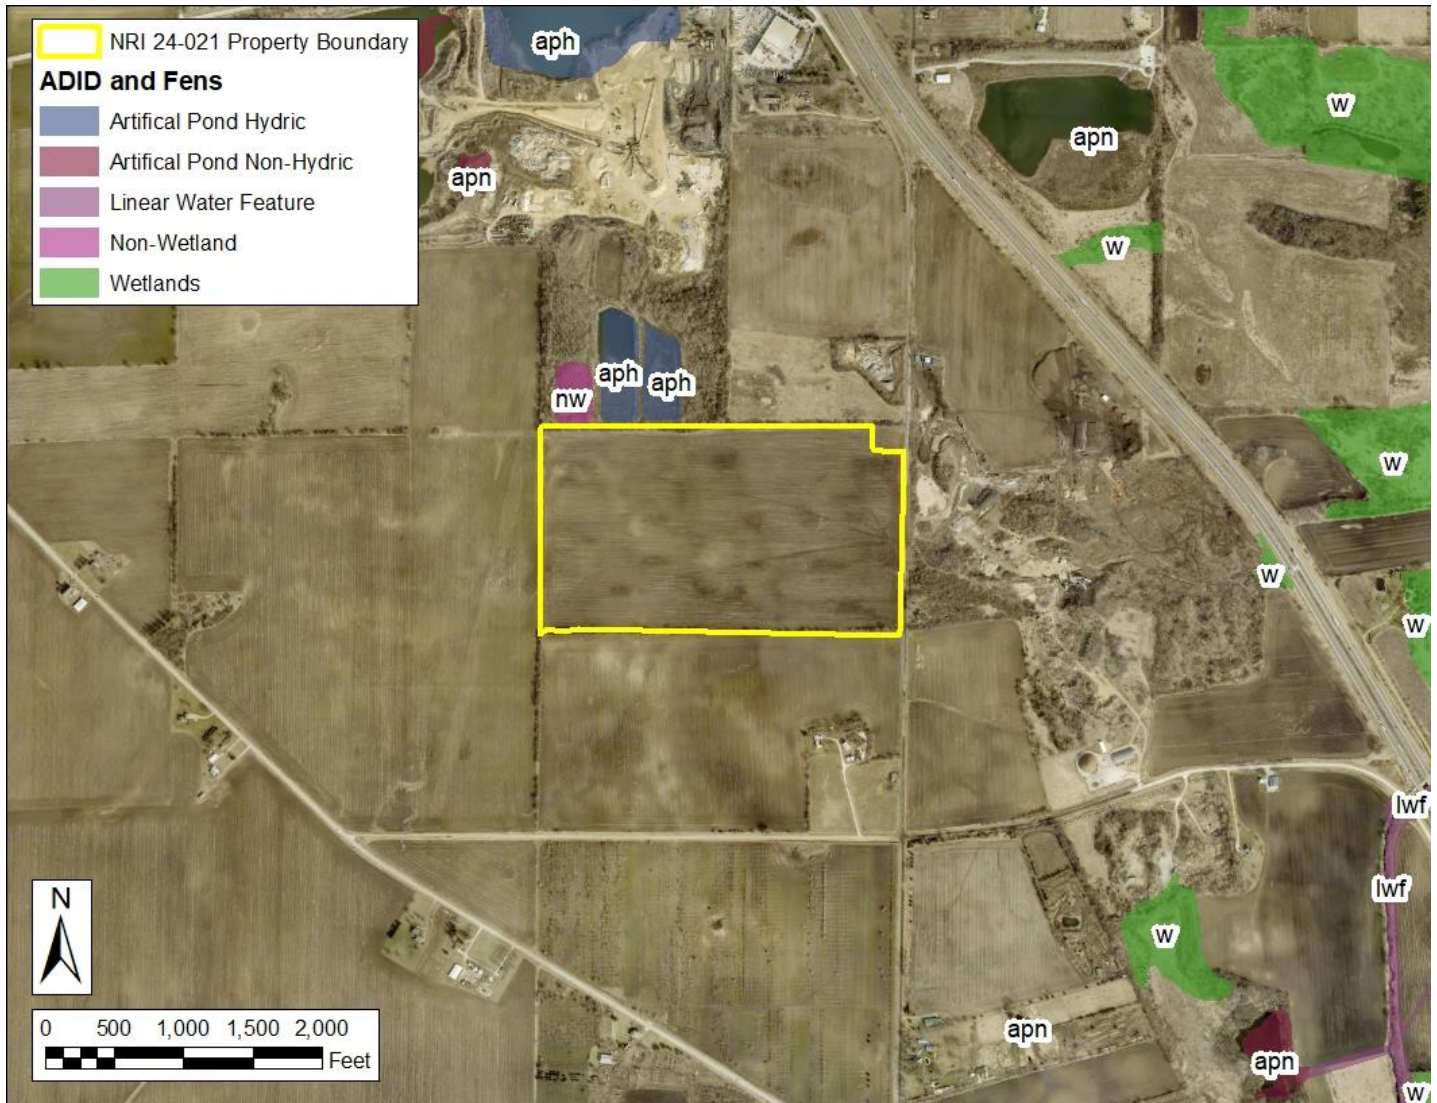 NRI 24-021 Property Boundary
ADID and Fens
Artifical Pond Hydric
Artifical Pond Non-Hydric
Linear Water Feature
Non-Wetland
Wetlands
aph
w
apn
apn
w
aph
aph
nw
w
w
w
lwf
lwf
w
apn
apn
w
N
0 500 1,000 1,500 2,000
Feet